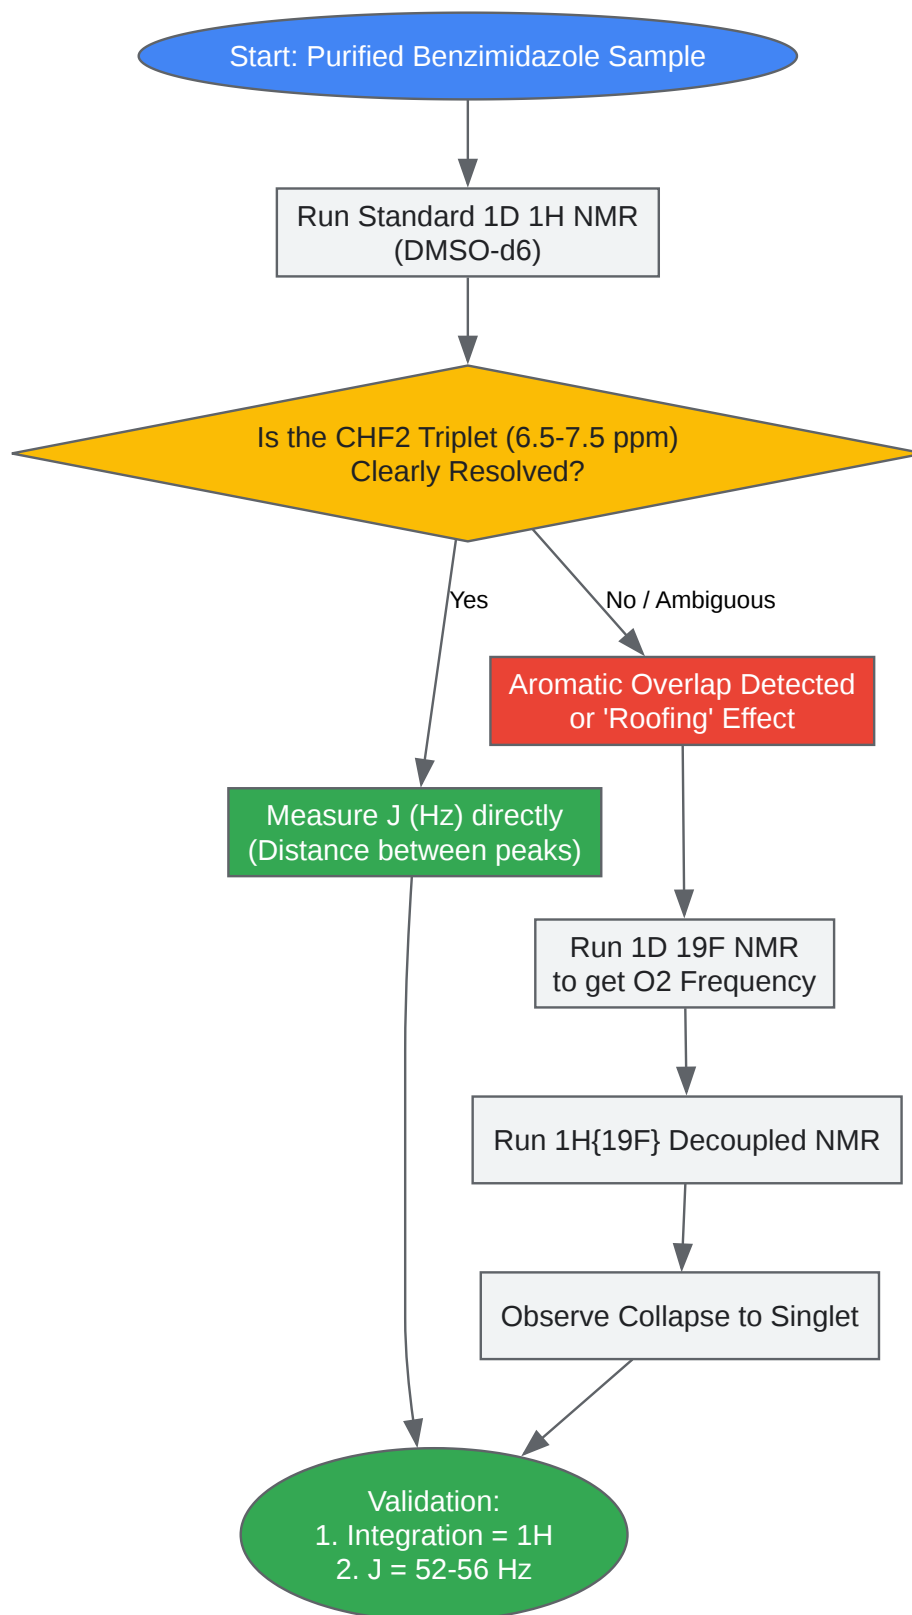 Start: Purified Benzimidazole Sample
Run Standard 1D 1H NMR
(DMSO-d6)
Is the CHF2 Triplet (6.5-7.5 ppm)
Clearly Resolved?
Yes
No / Ambiguous
Aromatic Overlap Detected
or 'Roofing' Effect
Measure J (Hz) directly
(Distance between peaks)
Run 1D 19F NMR
to get O2 Frequency
Run 1H{19F} Decoupled NMR
Observe Collapse to Singlet
Validation:
1. Integration = 1H
2. J = 52-56 Hz